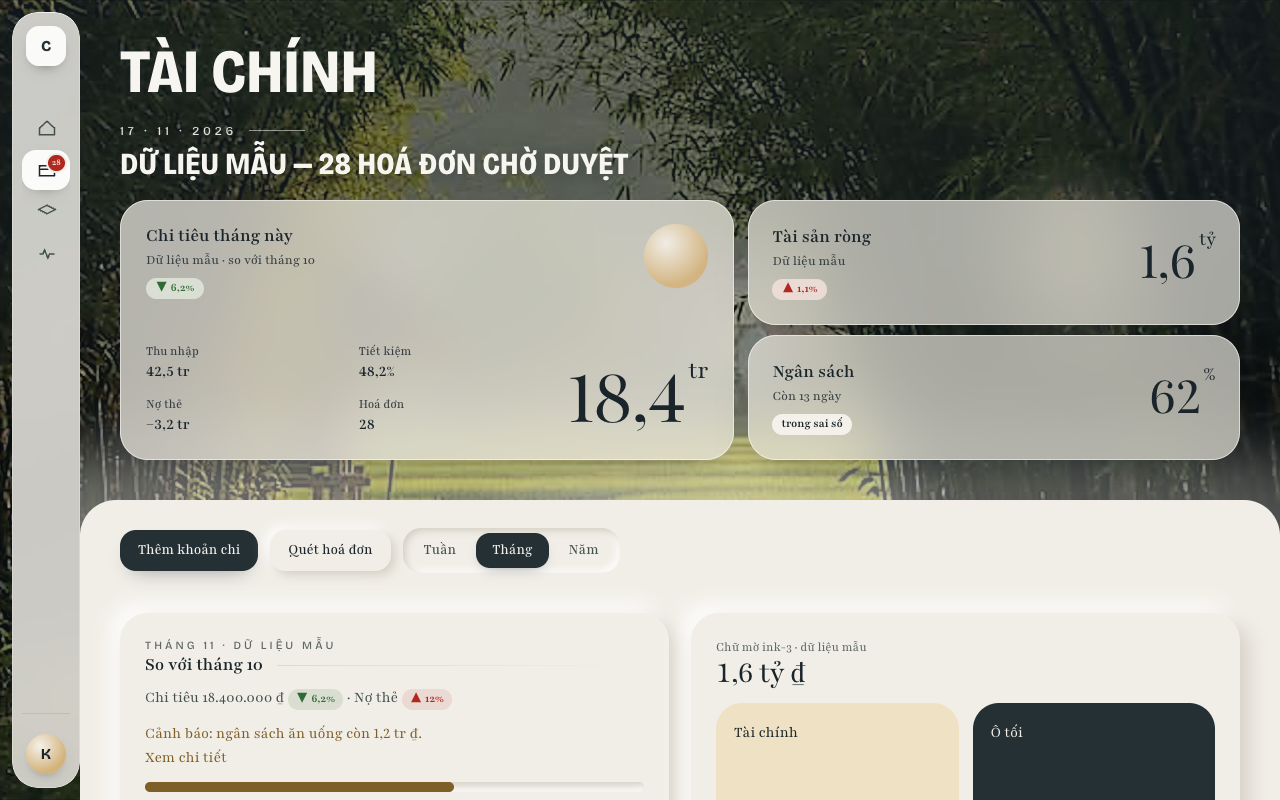 C
28
K
TÀI CHÍNH
17 · 11 · 2026
DỮ LIỆU MẪU — 28 HOÁ ĐƠN CHỜ DUYỆT
Chi tiêu tháng này
Dữ liệu mẫu · so với tháng 10
▼ 6,2%
Thu nhập
42,5 tr
Tiết kiệm
48,2%
Nợ thẻ
−3,2 tr
Hoá đơn
28
18,4 tr
Tài sản ròng
Dữ liệu mẫu
▲ 1,1%
1,6 tỷ
Ngân sách
Còn 13 ngày
trong sai số
62 %
Thêm khoản chi
Quét hoá đơn
Tuần
Tháng
Năm
THÁNG 11 · DỮ LIỆU MẪU
So với tháng 10
Chi tiêu 18.400.000 ₫ ▼ 6,2% · Nợ thẻ ▲ 12%
Cảnh báo: ngân sách ăn uống còn 1,2 tr ₫.
Xem chi tiết
Chữ mờ ink-3 · dữ liệu mẫu
1,6 tỷ ₫
Tài chính
Ô tối